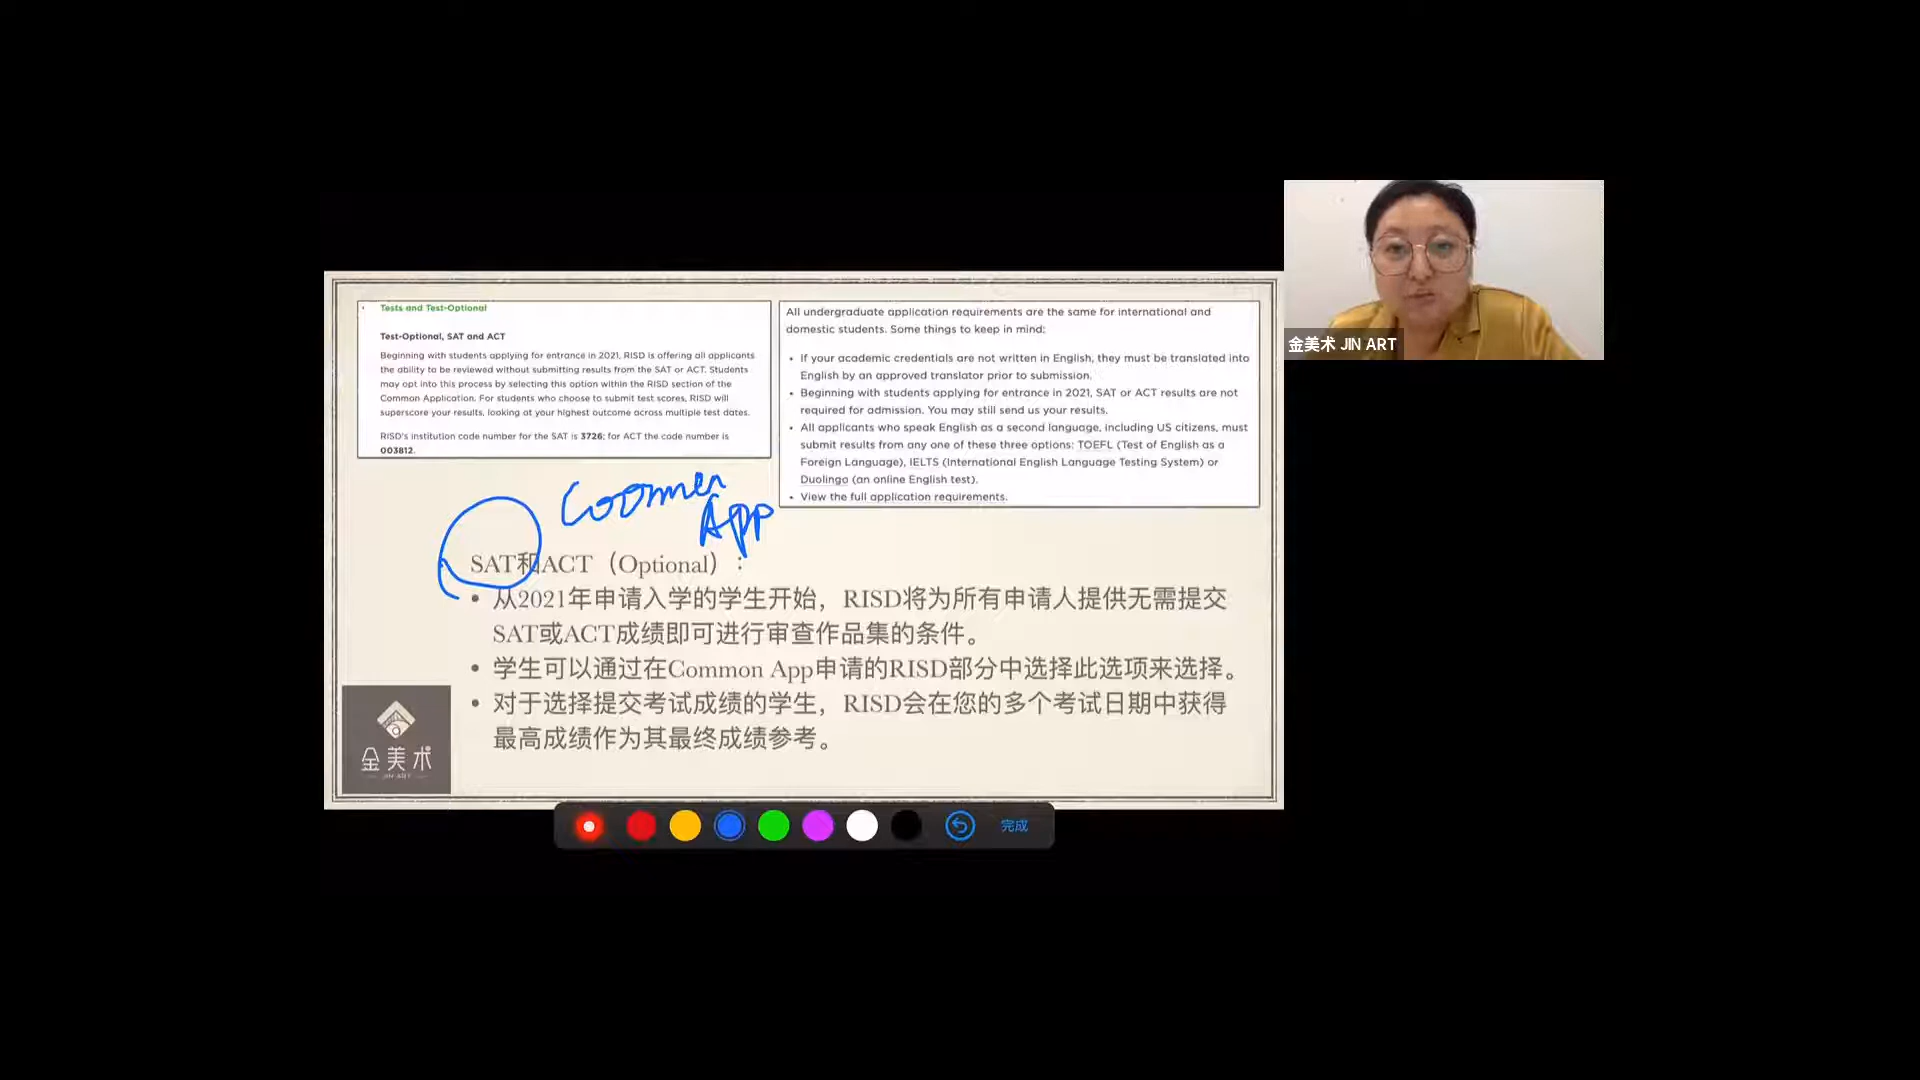 Tests and Test-Optional
Test-Optional, SAT and ACT
Beginning with students applying for entrance in 2021, RISD is offering all applicants
the ability to be reviewed without submitting results from the SAT or ACT. Students
may opt into this process by selecting this option within the RISD section of the
Common Application. For students who choose to submit test scores, RISD will
superscore your results, looking at your highest outcome across multiple test dates.
RISD's institution code number for the SAT is 3726; for ACT the code number is
003812.
All undergraduate application requirements are the same for international and
domestic students. Some things to keep in mind:
• If your academic credentials are not written in English, they must be translated into
English by an approved translator prior to submission.
• Beginning with students applying for entrance in 2021, SAT or ACT results are not
required for admission. You may still send us your results.
• All applicants who speak English as a second language, including US citizens, must
submit results from any one of these three options: TOEFL (Test of English as a
Foreign Language), IELTS (International English Language Testing System) or
Duolingo (an online English test).
• View the full application requirements.
App
SAT和ACT（Optional）：
• 从2021年申请入学的学生开始，RISD将为所有申请人提供无需提交
SAT或ACT成绩即可进行审查作品集的条件。
• 学生可以通过在Common App申请的RISD部分中选择此选项来选择。
• 对于选择提交考试成绩的学生，RISD会在您的多个考试日期中获得
最高成绩作为其最终成绩参考。
金美术
JIN ART
完成
金美术 JIN ART